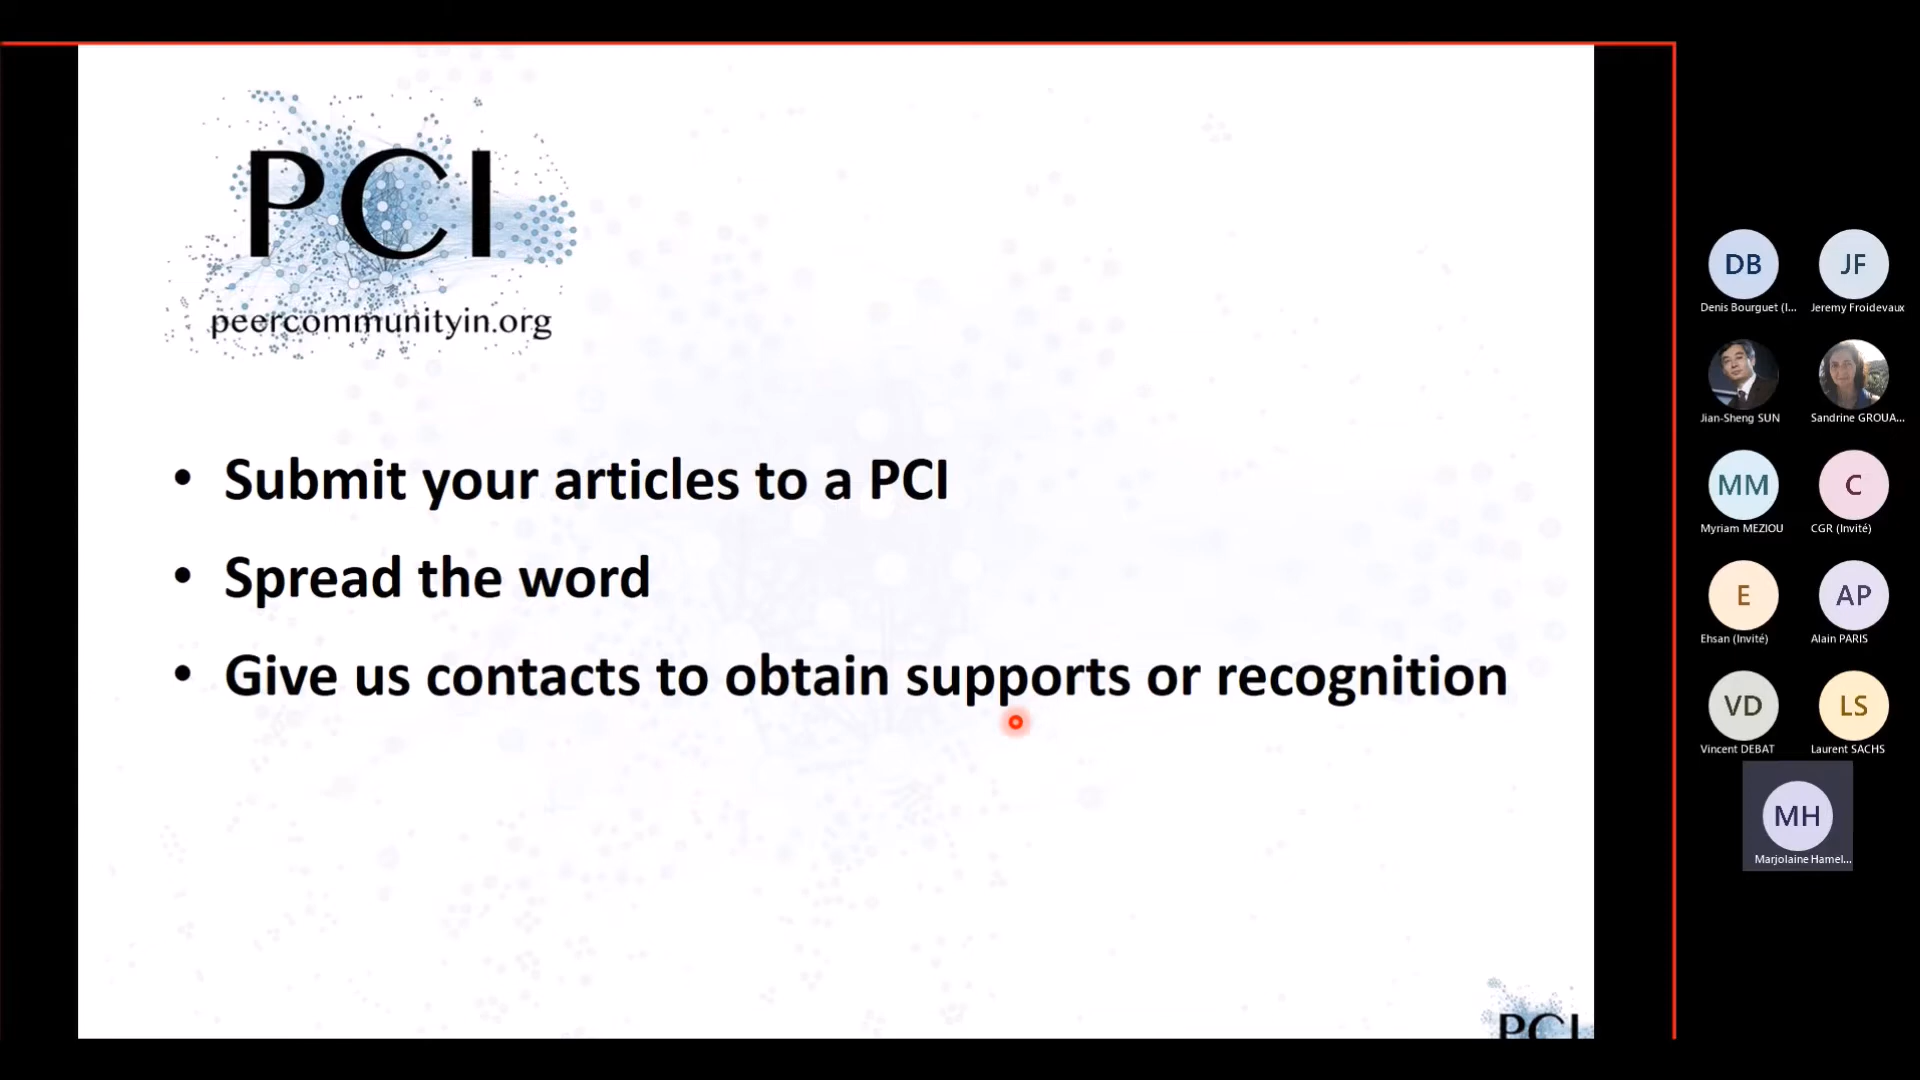 PCI
peercommunityin.org
• Submit your articles to a PCI
• Spread the word
• Give us contacts to obtain supports or recognition
PCI
DB
Denis Bourguet (I...
JF
Jeremy Froidevaux
Jian-Sheng SUN
Sandrine GROUA...
MM
Myriam MEZIOU
C
CGR (Invité)
E
Ehsan (Invité)
AP
Alain PARIS
VD
Vincent DEBAT
LS
Laurent SACHS
MH
Marjolaine Hamel...